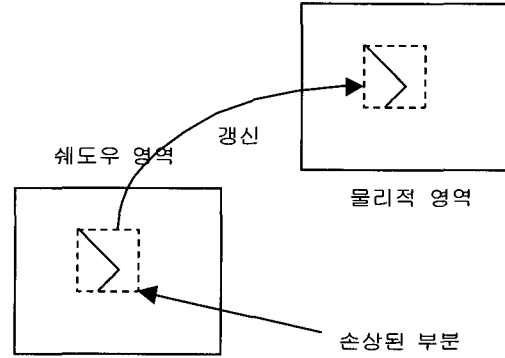 갱신
쉐도우 영역
물리적 영역
손상된 부분